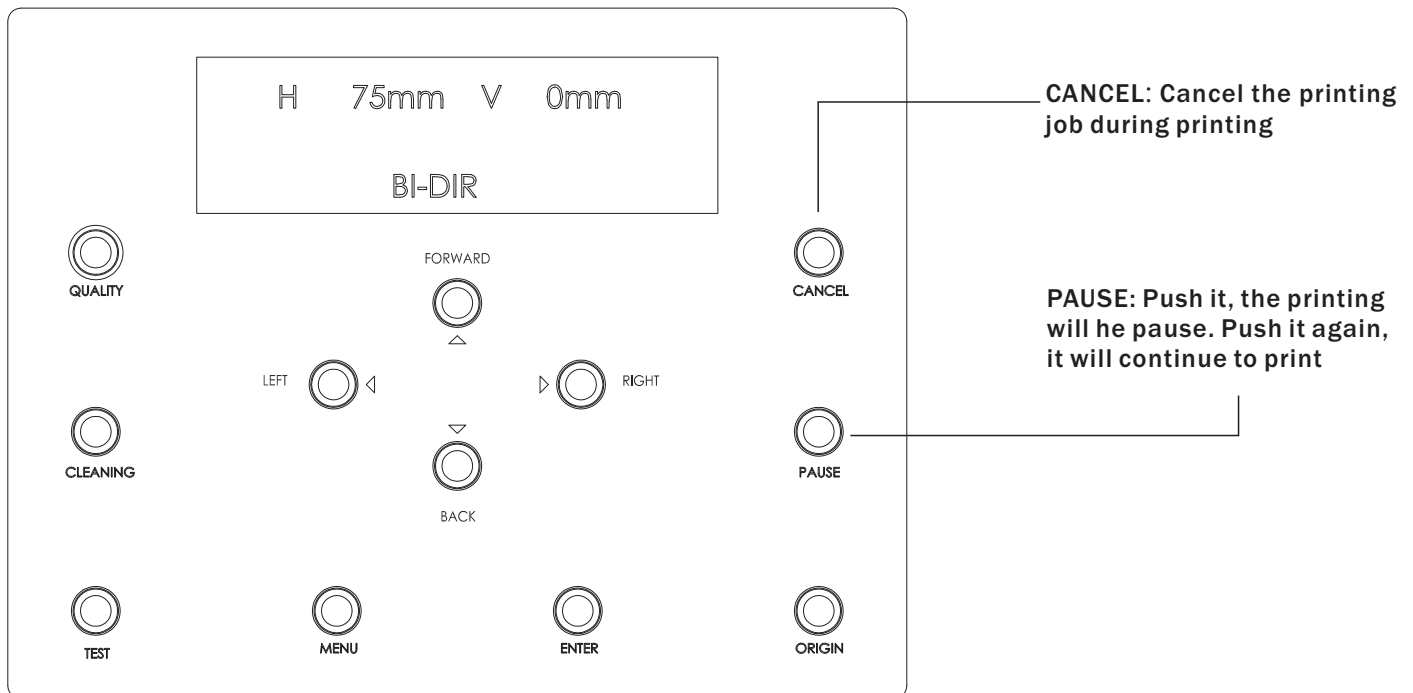 H 75mm V 0mm
BI-DIR
CANCEL: Cancel the printing
job during printing
QUALITY
FORWARD
CANCEL
PAUSE: Push it, the printing
will he pause. Push it again,
it will continue to print
LEFT
RIGHT
CLEANING
BACK
PAUSE
TEST
MENU
ENTER
ORIGIN